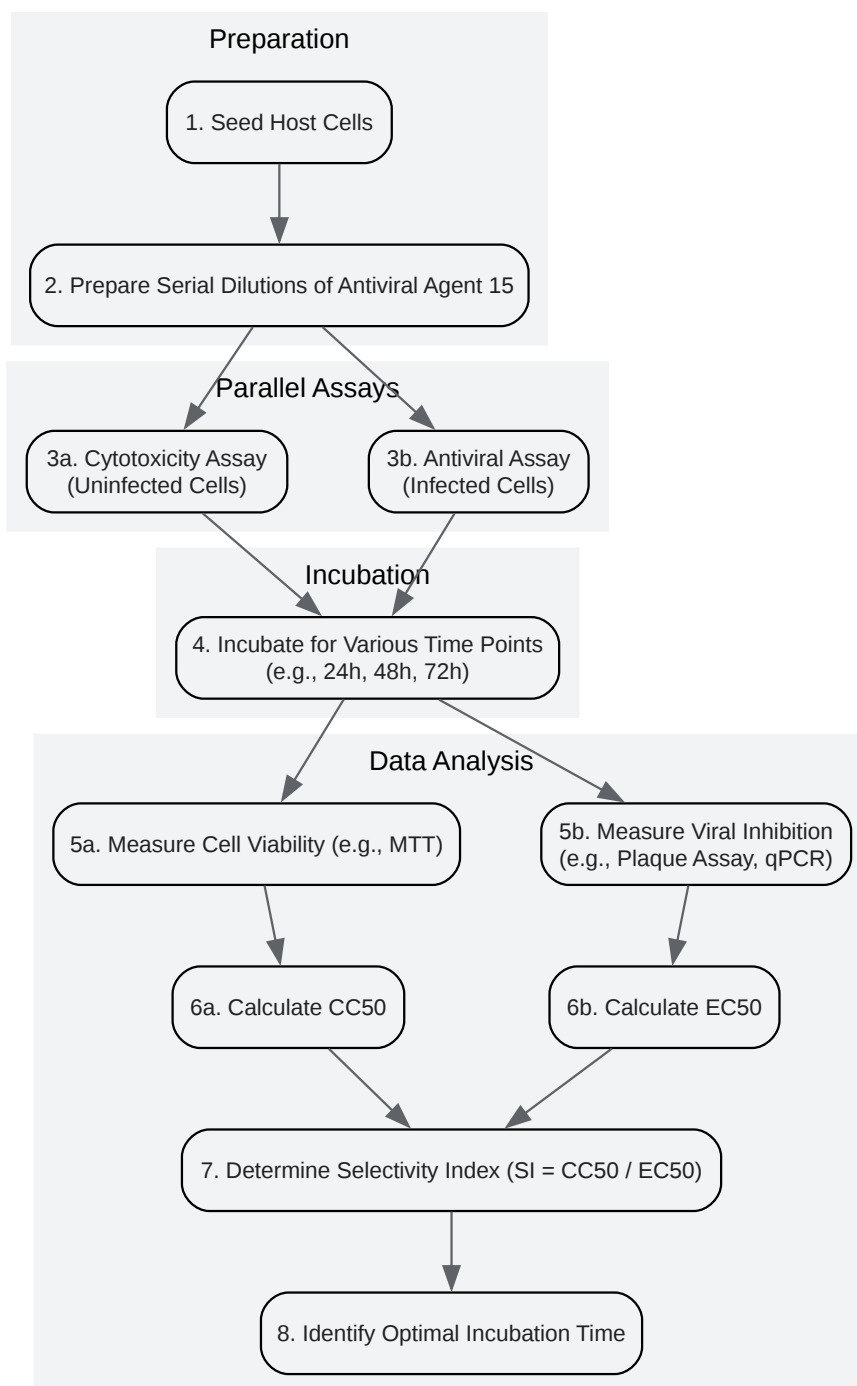 Preparation
1. Seed Host Cells
2. Prepare Serial Dilutions of Antiviral Agent 15
Parallel Assays
3a. Cytotoxicity Assay
(Uninfected Cells)
3b. Antiviral Assay
(Infected Cells)
Incubation
4. Incubate for Various Time Points
(e.g., 24h, 48h, 72h)
Data Analysis
5a. Measure Cell Viability (e.g., MTT)
5b. Measure Viral Inhibition
(e.g., Plaque Assay, qPCR)
6a. Calculate CC50
6b. Calculate EC50
7. Determine Selectivity Index (SI = CC50 / EC50)
8. Identify Optimal Incubation Time